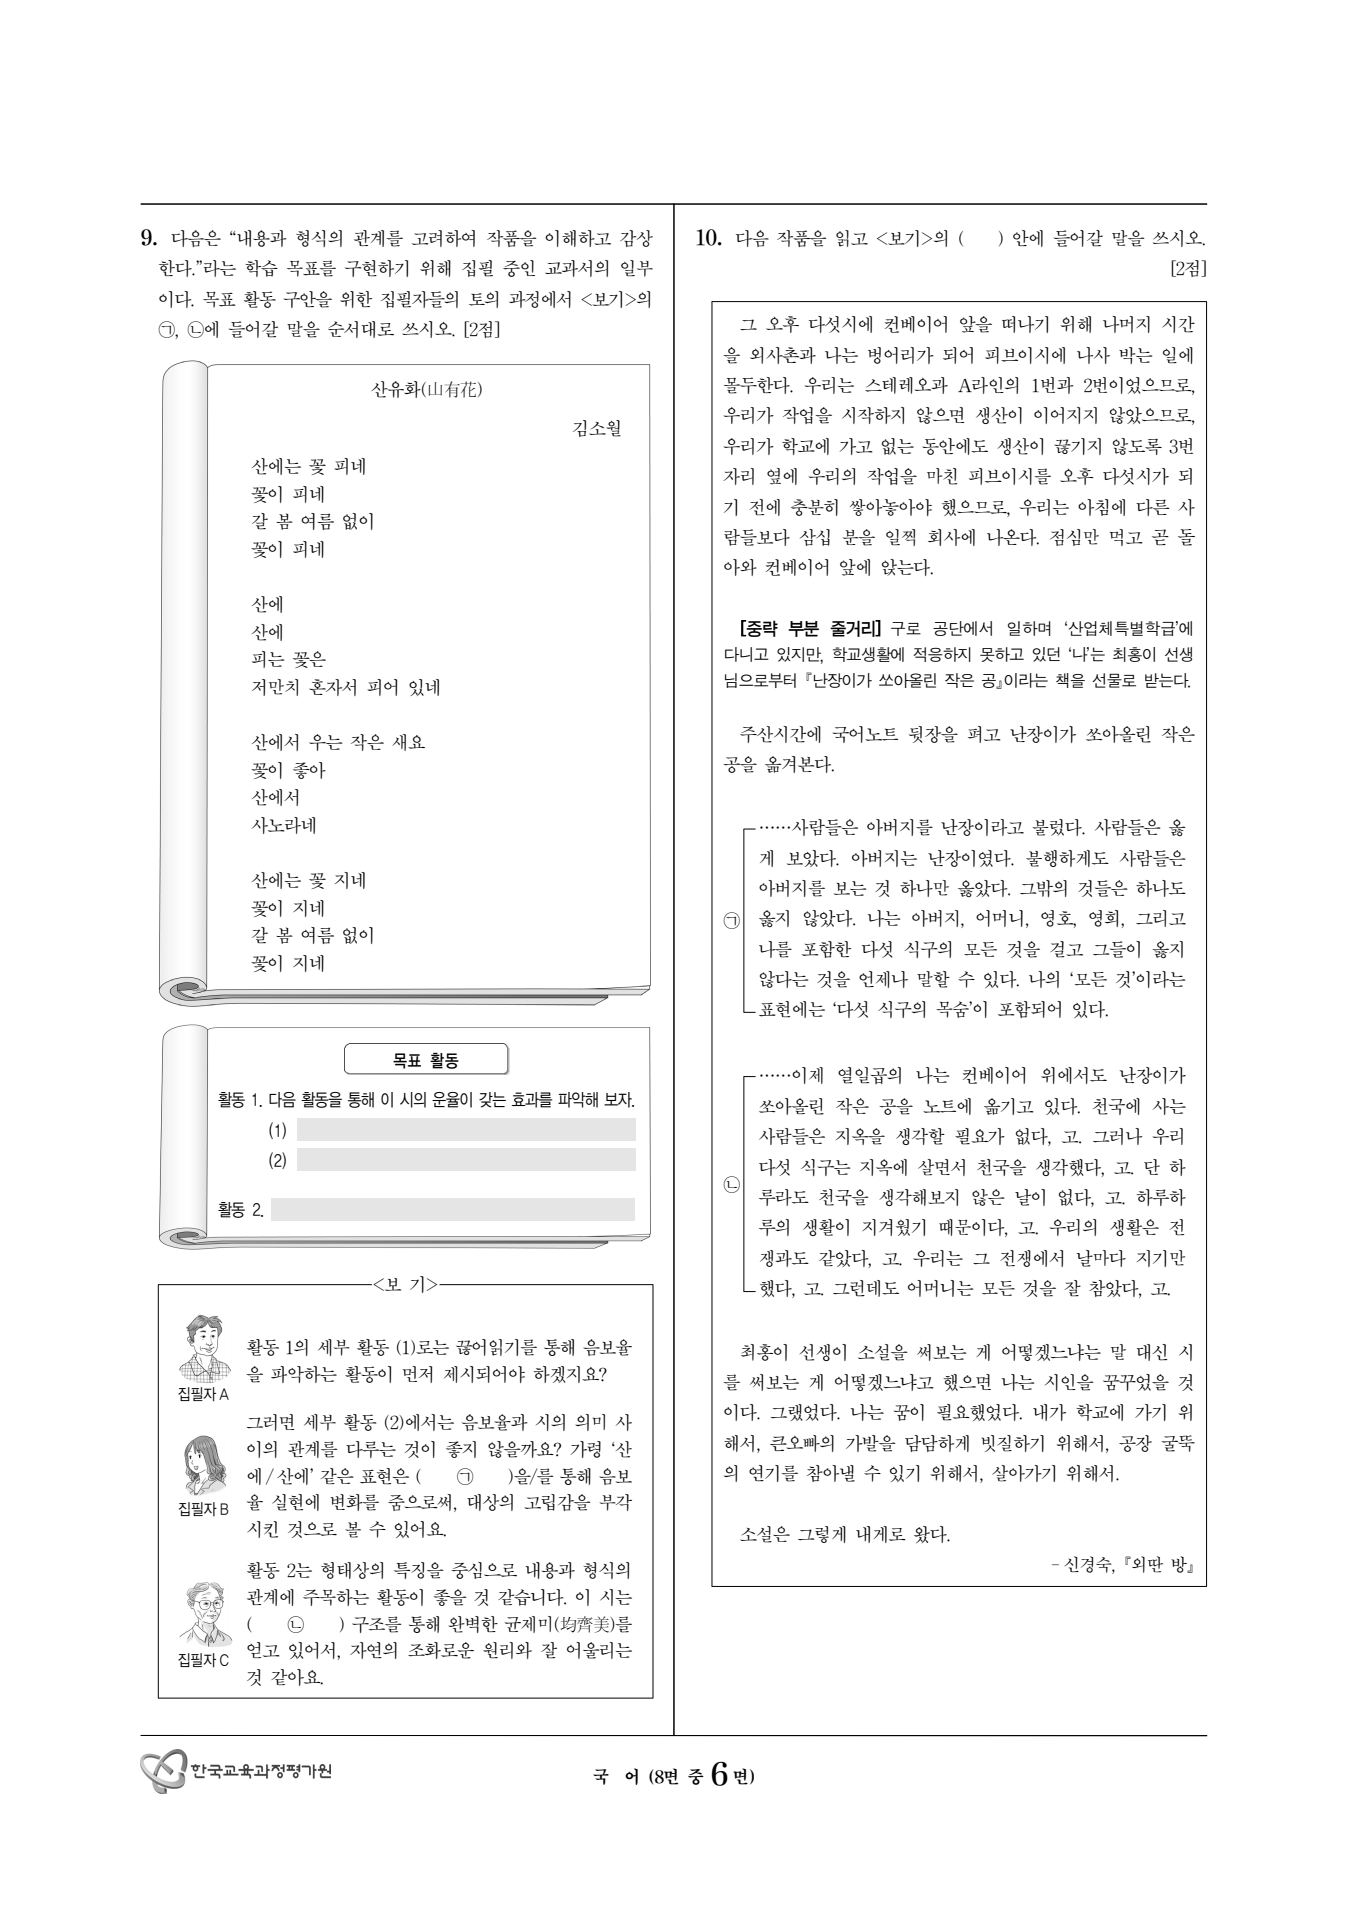 9. 다음은 “내용과 형식의 관계를 고려하여 작품을 이해하고 감상
한다.”라는 학습 목표를 구현하기 위해 집필 중인 교과서의 일부
이다. 목표 활동 구안을 위한 집필자들의 토의 과정에서 <보기>의
㉠, ㉡에 들어갈 말을 순서대로 쓰시오. [2점]
산유화(山有花)
김소월
산에는 꽃 피네
꽃이 피네
갈 봄 여름 없이
꽃이 피네
산에
산에
피는 꽃은
저만치 혼자서 피어 있네
산에서 우는 작은 새요
꽃이 좋아
산에서
사노라네
산에는 꽃 지네
꽃이 지네
갈 봄 여름 없이
꽃이 지네
목표 활동
활동 1. 다음 활동을 통해 이 시의 운율이 갖는 효과를 파악해 보자.
(1)
(2)
활동 2.
<보 기>
집필자 A
활동 1의 세부 활동 (1)로는 끊어읽기를 통해 음보율
을 파악하는 활동이 먼저 제시되어야 하겠지요?
집필자 B
그러면 세부 활동 (2)에서는 음보율과 시의 의미 사
이의 관계를 다루는 것이 좋지 않을까요? 가령 ‘산
에/산에’ 같은 표현은 ( ㉠ )을/를 통해 음보
율 실현에 변화를 줌으로써, 대상의 고립감을 부각
시킨 것으로 볼 수 있어요.
집필자 C
활동 2는 형태상의 특징을 중심으로 내용과 형식의
관계에 주목하는 활동이 좋을 것 같습니다. 이 시는
( ㉡ ) 구조를 통해 완벽한 균제미(均齊美)를
얻고 있어서, 자연의 조화로운 원리와 잘 어울리는
것 같아요.
10. 다음 작품을 읽고 <보기>의 ( ) 안에 들어갈 말을 쓰시오.
[2점]
그 오후 다섯시에 컨베이어 앞을 떠나기 위해 나머지 시간
을 외사촌과 나는 벙어리가 되어 피브이시에 나사 박는 일에
몰두한다. 우리는 스테레오과 A라인의 1번과 2번이었으므로,
우리가 작업을 시작하지 않으면 생산이 이어지지 않았으므로,
우리가 학교에 가고 없는 동안에도 생산이 끊기지 않도록 3번
자리 옆에 우리의 작업을 마친 피브이시를 오후 다섯시가 되
기 전에 충분히 쌓아놓아야 했으므로, 우리는 아침에 다른 사
람들보다 삼십 분을 일찍 회사에 나온다. 점심만 먹고 곧 돌
아와 컨베이어 앞에 앉는다.
[중략 부분 줄거리] 구로 공단에서 일하며 ‘산업체특별학급’에
다니고 있지만, 학교생활에 적응하지 못하고 있던 ‘나’는 최홍이 선생
님으로부터 『난장이가 쏘아올린 작은 공』이라는 책을 선물로 받는다.
주산시간에 국어노트 뒷장을 펴고 난장이가 쏘아올린 작은
공을 옮겨본다.
㉠
……사람들은 아버지를 난장이라고 불렀다. 사람들은 옳
게 보았다. 아버지는 난장이였다. 불행하게도 사람들은
아버지를 보는 것 하나만 옳았다. 그밖의 것들은 하나도
옳지 않았다. 나는 아버지, 어머니, 영호, 영희, 그리고
나를 포함한 다섯 식구의 모든 것을 걸고 그들이 옳지
않다는 것을 언제나 말할 수 있다. 나의 ‘모든 것’이라는
표현에는 ‘다섯 식구의 목숨’이 포함되어 있다.
㉡
……이제 열일곱의 나는 컨베이어 위에서도 난장이가
쏘아올린 작은 공을 노트에 옮기고 있다. 천국에 사는
사람들은 지옥을 생각할 필요가 없다, 고. 그러나 우리
다섯 식구는 지옥에 살면서 천국을 생각했다, 고. 단 하
루라도 천국을 생각해보지 않은 날이 없다, 고. 하루하
루의 생활이 지겨웠기 때문이다, 고. 우리의 생활은 전
쟁과도 같았다, 고. 우리는 그 전쟁에서 날마다 지기만
했다, 고. 그런데도 어머니는 모든 것을 잘 참았다, 고.
최홍이 선생이 소설을 써보는 게 어떻겠느냐는 말 대신 시
를 써보는 게 어떻겠느냐고 했으면 나는 시인을 꿈꾸었을 것
이다. 그랬었다. 나는 꿈이 필요했었다. 내가 학교에 가기 위
해서, 큰오빠의 가발을 담담하게 빗질하기 위해서, 공장 굴뚝
의 연기를 참아낼 수 있기 위해서, 살아가기 위해서.
소설은 그렇게 내게로 왔다.
- 신경숙, 『외딴 방』
한국교육과정평가원
국 어 (8면 중 6면)